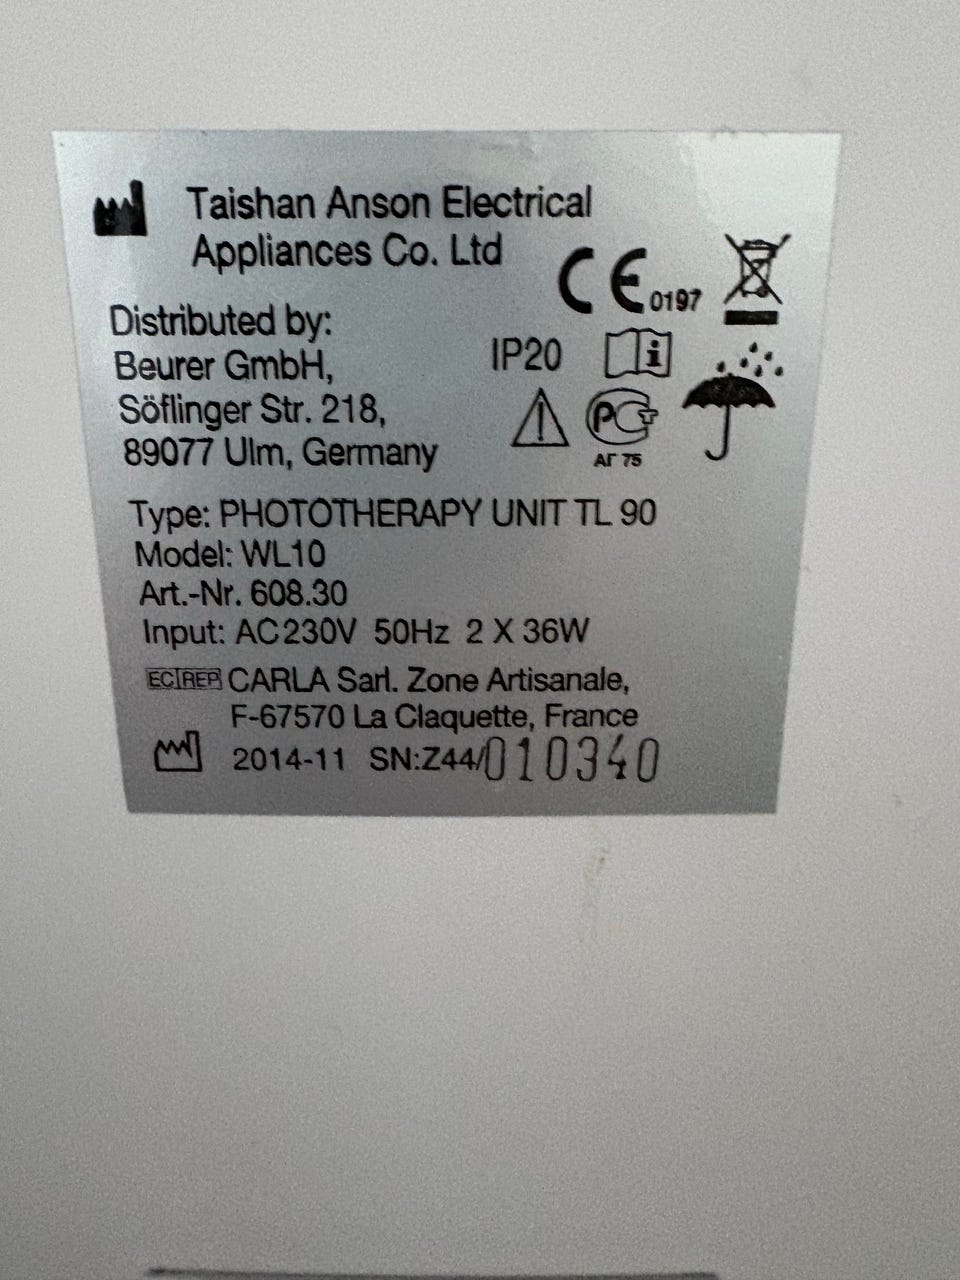 Taishan Anson Electrical
Appliances Co. Ltd
CE 0197
Distributed by:
Beurer GmbH,
Söflinger Str. 218,
89077 Ulm, Germany
IP20
i
РСТ
АГ 75
Type: PHOTOTHERAPY UNIT TL 90
Model: WL10
Art.-Nr. 608.30
Input: AC230V 50Hz 2 X 36W
EC REP CARLA Sarl. Zone Artisanale,
F-67570 La Claquette, France
2014-11 SN:Z44/010340